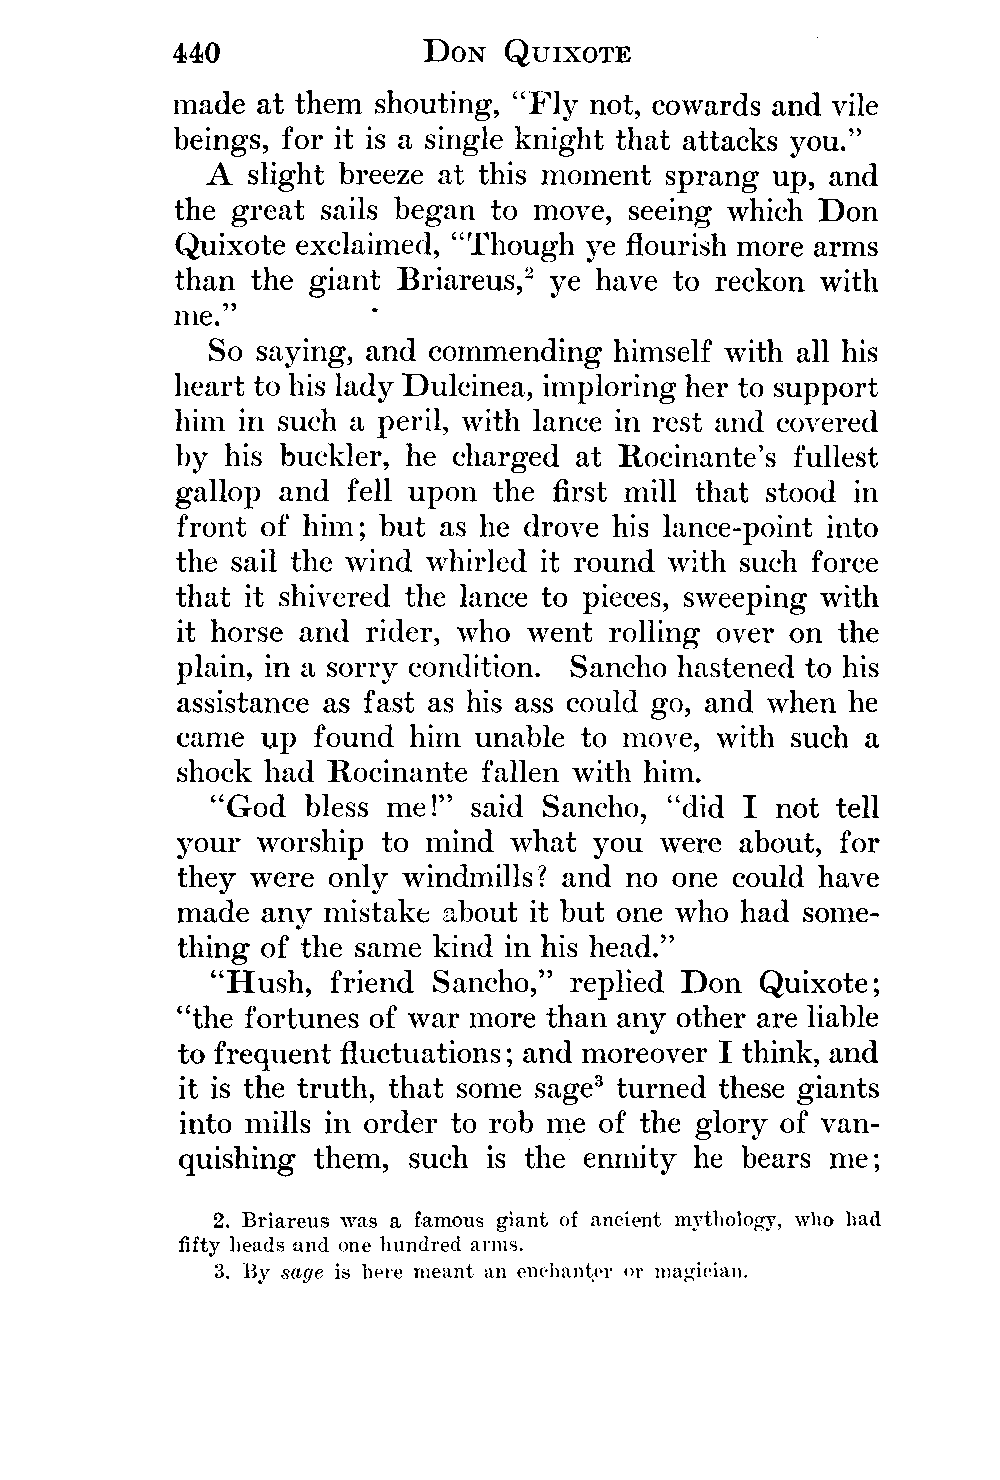 440 DON QUIXOTE
made at them shouting, “Fly not, cowards and vile
beings, for it is a single knight that attacks you.”
A slight breeze at this moment sprang up, and
the great sails began to move, seeing which Don
Quixote exclaimed, “Though ye flourish more arms
than the giant Briareus,² ye have to reckon with
me.”
So saying, and commending himself with all his
heart to his lady Dulcinea, imploring her to support
him in such a peril, with lance in rest and covered
by his buckler, he charged at Rocinante’s fullest
gallop and fell upon the first mill that stood in
front of him; but as he drove his lance-point into
the sail the wind whirled it round with such force
that it shivered the lance to pieces, sweeping with
it horse and rider, who went rolling over on the
plain, in a sorry condition. Sancho hastened to his
assistance as fast as his ass could go, and when he
came up found him unable to move, with such a
shock had Rocinante fallen with him.
“God bless me!” said Sancho, “did I not tell
your worship to mind what you were about, for
they were only windmills? and no one could have
made any mistake about it but one who had some-
thing of the same kind in his head.”
“Hush, friend Sancho,” replied Don Quixote;
“the fortunes of war more than any other are liable
to frequent fluctuations; and moreover I think, and
it is the truth, that some sage³ turned these giants
into mills in order to rob me of the glory of van-
quishing them, such is the enmity he bears me;
2. Briareus was a famous giant of ancient mythology, who had
fifty heads and one hundred arms.
3. By sage is here meant an enchanter or magician.